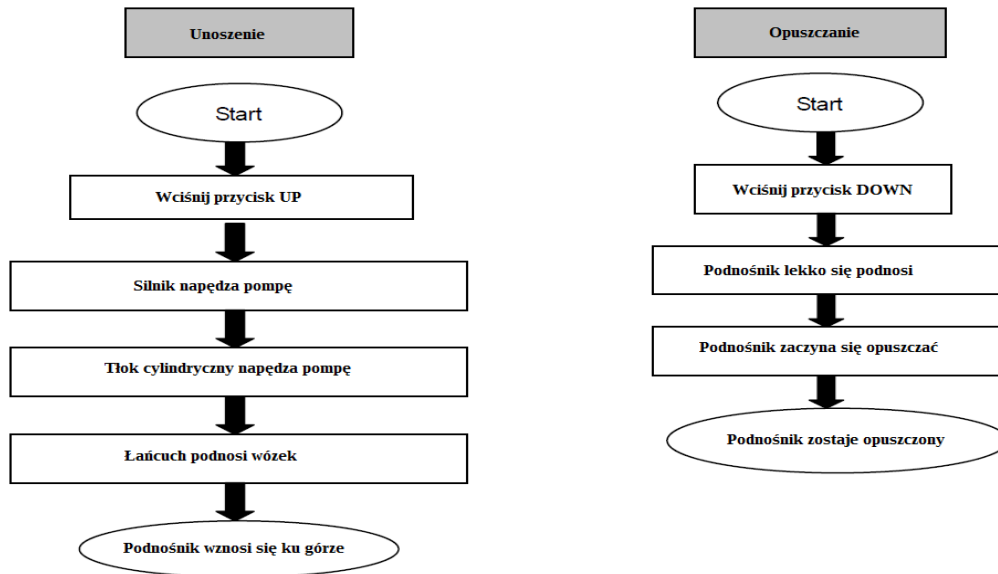 Unoszenie
Start
Wciśnij przycisk UP
Silnik napędza pompę
Tłok cylindryczny napędza pompę
Łańcuch podnosi wózek
Podnośnik wznosi się ku górze
Opuszczanie
Start
Wciśnij przycisk DOWN
Podnośnik lekko się podnosi
Podnośnik zaczyna się opuszczać
Podnośnik zostaje opuszczony